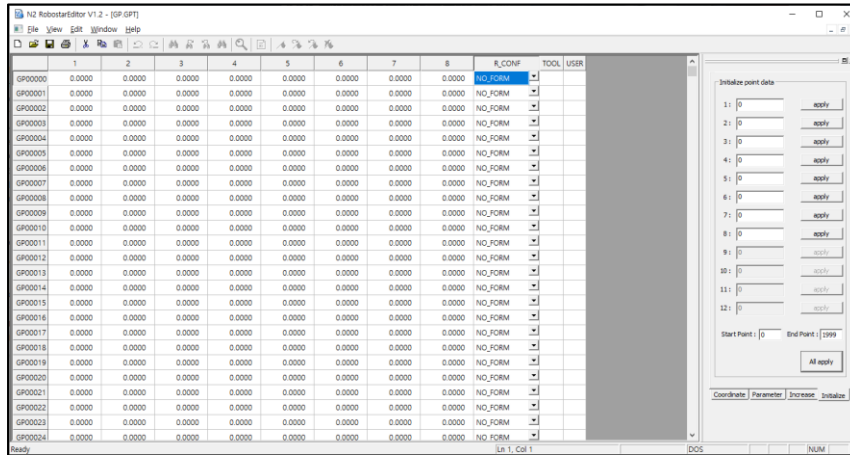 N2 RobostarEditor V1.2 - [GP.GPT]
File View Edit Window Help
1 2 3 4 5 6 7 8 R_CONF TOOL USER
GP00000 0.0000 0.0000 0.0000 0.0000 0.0000 0.0000 0.0000 0.0000 NO_FORM
GP00001 0.0000 0.0000 0.0000 0.0000 0.0000 0.0000 0.0000 0.0000 NO_FORM
GP00002 0.0000 0.0000 0.0000 0.0000 0.0000 0.0000 0.0000 0.0000 NO_FORM
GP00003 0.0000 0.0000 0.0000 0.0000 0.0000 0.0000 0.0000 0.0000 NO_FORM
GP00004 0.0000 0.0000 0.0000 0.0000 0.0000 0.0000 0.0000 0.0000 NO_FORM
GP00005 0.0000 0.0000 0.0000 0.0000 0.0000 0.0000 0.0000 0.0000 NO_FORM
GP00006 0.0000 0.0000 0.0000 0.0000 0.0000 0.0000 0.0000 0.0000 NO_FORM
GP00007 0.0000 0.0000 0.0000 0.0000 0.0000 0.0000 0.0000 0.0000 NO_FORM
GP00008 0.0000 0.0000 0.0000 0.0000 0.0000 0.0000 0.0000 0.0000 NO_FORM
GP00009 0.0000 0.0000 0.0000 0.0000 0.0000 0.0000 0.0000 0.0000 NO_FORM
GP00010 0.0000 0.0000 0.0000 0.0000 0.0000 0.0000 0.0000 0.0000 NO_FORM
GP00011 0.0000 0.0000 0.0000 0.0000 0.0000 0.0000 0.0000 0.0000 NO_FORM
GP00012 0.0000 0.0000 0.0000 0.0000 0.0000 0.0000 0.0000 0.0000 NO_FORM
GP00013 0.0000 0.0000 0.0000 0.0000 0.0000 0.0000 0.0000 0.0000 NO_FORM
GP00014 0.0000 0.0000 0.0000 0.0000 0.0000 0.0000 0.0000 0.0000 NO_FORM
GP00015 0.0000 0.0000 0.0000 0.0000 0.0000 0.0000 0.0000 0.0000 NO_FORM
GP00016 0.0000 0.0000 0.0000 0.0000 0.0000 0.0000 0.0000 0.0000 NO_FORM
GP00017 0.0000 0.0000 0.0000 0.0000 0.0000 0.0000 0.0000 0.0000 NO_FORM
GP00018 0.0000 0.0000 0.0000 0.0000 0.0000 0.0000 0.0000 0.0000 NO_FORM
GP00019 0.0000 0.0000 0.0000 0.0000 0.0000 0.0000 0.0000 0.0000 NO_FORM
GP00020 0.0000 0.0000 0.0000 0.0000 0.0000 0.0000 0.0000 0.0000 NO_FORM
GP00021 0.0000 0.0000 0.0000 0.0000 0.0000 0.0000 0.0000 0.0000 NO_FORM
GP00022 0.0000 0.0000 0.0000 0.0000 0.0000 0.0000 0.0000 0.0000 NO_FORM
GP00023 0.0000 0.0000 0.0000 0.0000 0.0000 0.0000 0.0000 0.0000 NO_FORM
GP00024 0.0000 0.0000 0.0000 0.0000 0.0000 0.0000 0.0000 0.0000 NO_FORM
Initialize point data
1 : 0 apply
2 : 0 apply
3 : 0 apply
4 : 0 apply
5 : 0 apply
6 : 0 apply
7 : 0 apply
8 : 0 apply
9 : 0 apply
10 : 0 apply
11 : 0 apply
12 : 0 apply
Start Point : 0 End Point : 1999
All apply
Coordinate Parameter Increase Initialize
Ready Ln 1, Col 1 DOS NUM